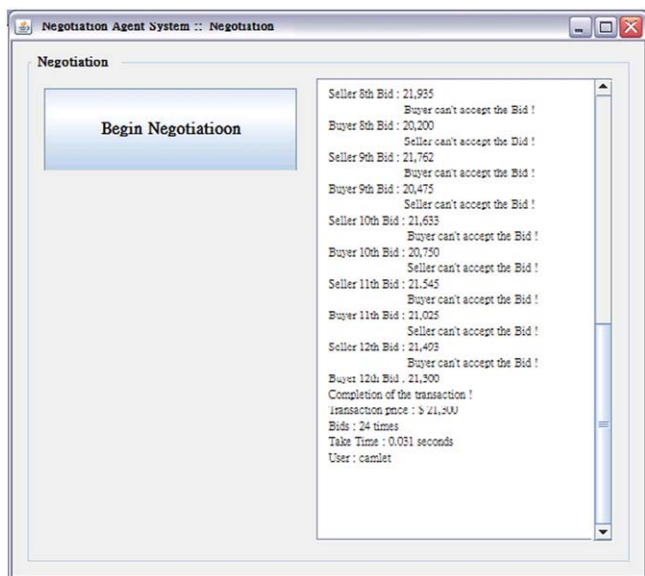 Negotiation Agent System :: Negotiation
Negotiation
Begin Negotiatioon
Seller 8th Bid : 21,935
Buyer can't accept the Bid !
Buyer 8th Bid : 20,200
Seller can't accept the Bid !
Seller 9th Bid : 21,762
Buyer can't accept the Bid !
Buyer 9th Bid : 20,475
Seller can't accept the Bid !
Seller 10th Bid : 21,633
Buyer can't accept the Bid !
Buyer 10th Bid : 20,750
Seller can't accept the Bid !
Seller 11th Bid : 21.545
Buyer can't accept the Bid !
Buyer 11th Bid : 21,025
Seller can't accept the Bid !
Seller 12th Bid : 21,493
Buyer can't accept the Bid !
Buyer 12th Bid : 21,300
Completion of the transaction !
Transaction price : $ 21,300
Bids : 24 times
Take Time : 0.031 seconds
User : camlet